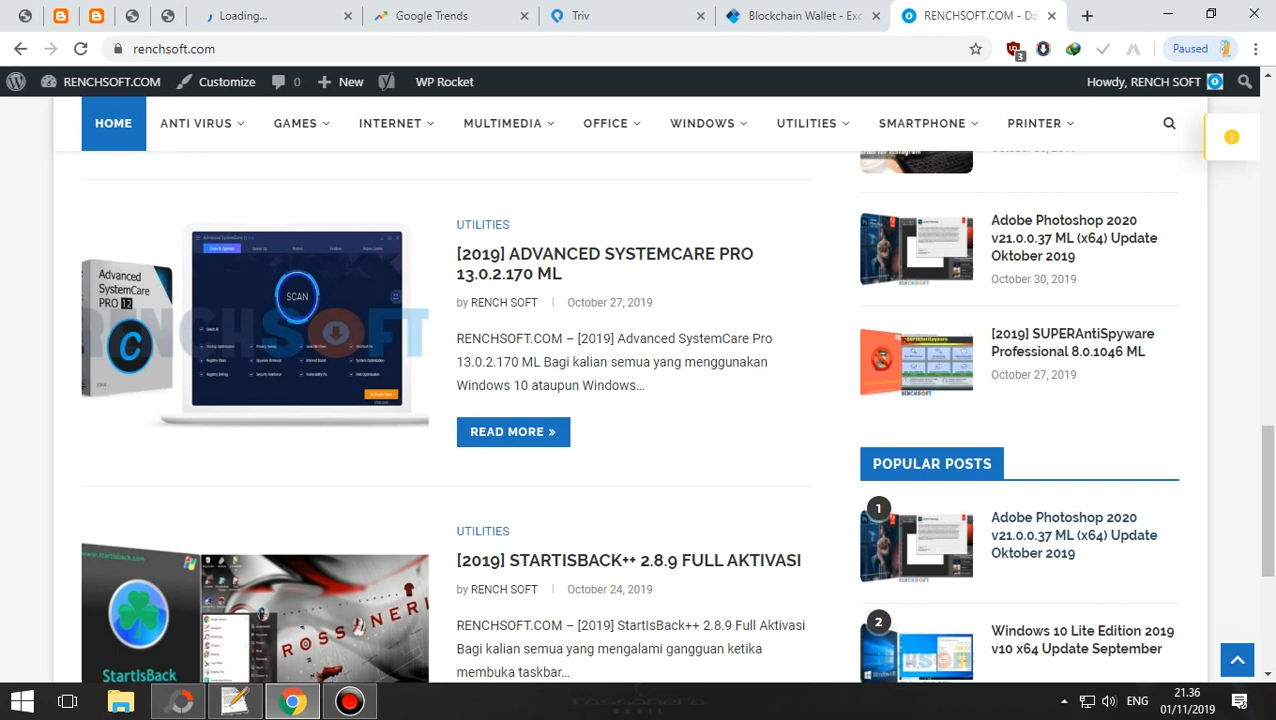 Loading...
Google Trends
Triv
Blockchain Wallet - Exc
RENCHSOFT.COM - Do
renchsoft.com
3
Paused
RENCHSOFT.COM
Customize
0
New
WP Rocket
Howdy, RENCH SOFT
HOME
ANTI VIRUS
GAMES
INTERNET
MULTIMEDIA
OFFICE
WINDOWS
UTILITIES
SMARTPHONE
PRINTER
UTILITIES
[2019] ADVANCED SYSTEMCARE PRO
13.0.2.170 ML
by RENCH SOFT
October 27, 2019
RENCHSOFT.COM – [2019] Advanced SystemCare Pro
13.0.2.170 ML Bagi kalian semua yang menggunakan
Windows 10 ataupun Windows...
READ MORE »
Advanced
SystemCare
PRO 12
SCAN
RENCHSOFT
UTILITIES
[2019] STARTISBACK++ 2.8.9 FULL AKTIVASI
by RENCH SOFT
October 24, 2019
RENCHSOFT.COM – [2019] StartIsBack++ 2.8.9 Full Aktivasi
Bagi kalian semua yang mengalami gangguan ketika
membuka taskbar...
www.startisback.com
StartIsBack
ROSSONERI
Adobe Photoshop 2020
v21.0.0.37 ML (x64) Update
Oktober 2019
October 30, 2019
[2019] SUPERAntiSpyware
Professional 8.0.1046 ML
October 27, 2019
POPULAR POSTS
1
Adobe Photoshop 2020
v21.0.0.37 ML (x64) Update
Oktober 2019
2
Windows 10 Lite Edition 2019
v10 x64 Update September
ENG
21.36
01/11/2019